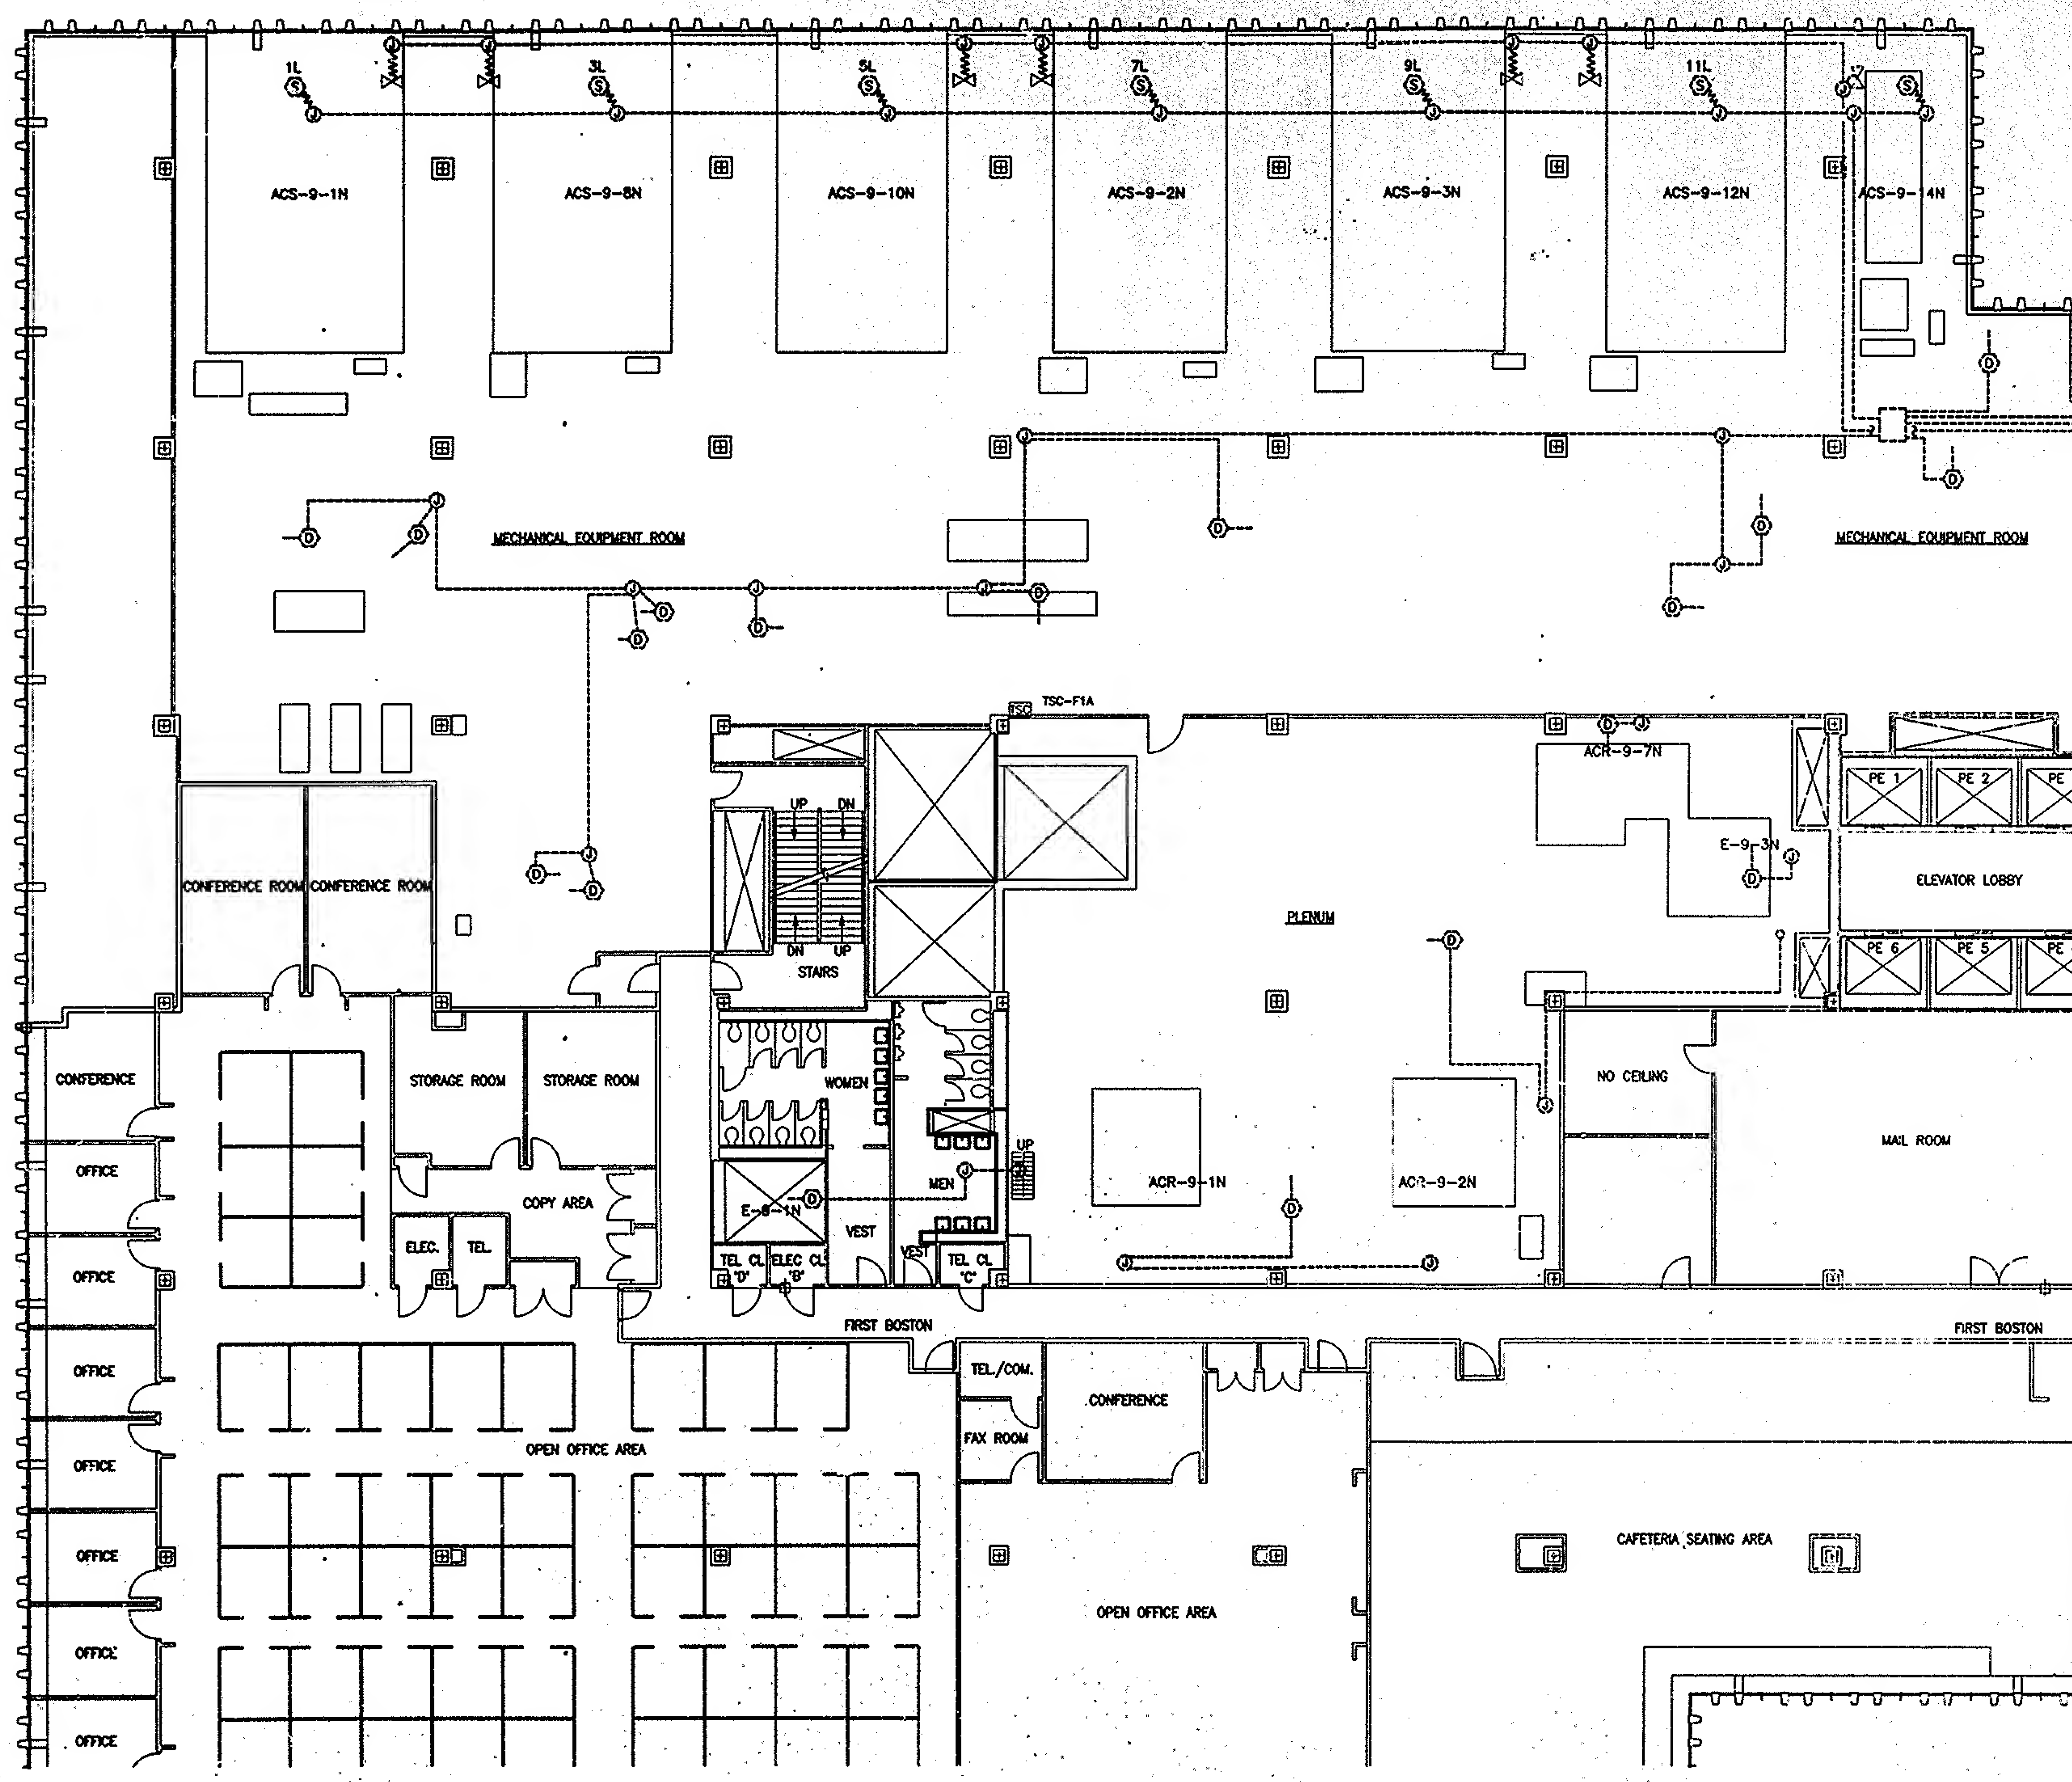 1L 3L 5L 7L 9L 11L
S S S S S S S
J J J J J J J
J J J J J J J J
ACS-9-1N ACS-9-8N ACS-9-10N ACS-9-2N ACS-9-3N ACS-9-12N ACS-9-14N
D
J J
D
J
D D D D
MECHANICAL EQUIPMENT ROOM
MECHANICAL EQUIPMENT ROOM
J J J J
D D D D D
D
TSC TSC-F1A
D J
ACR-9-7N
PE 1 PE 2 PE
UP DN
E-9-3N
J
D
J
D
D
CONFERENCE ROOM CONFERENCE ROOM
ELEVATOR LOBBY
PLENUM
D
DN UP
STAIRS
PE 6 PE 5 PE
CONFERENCE
STORAGE ROOM STORAGE ROOM
WOMEN
NO CEILING
J
OFFICE
MAIL ROOM
UP
J J
MEN
ACR-9-1N ACR-9-2N
COPY AREA
D
E-9-1N
D
ELEC. TEL.
VEST
VEST
TEL CL
"D"
ELEC CL
"B"
TEL CL
"C"
J J
OFFICE
FIRST BOSTON
FIRST BOSTON
OFFICE
TEL./COM.
CONFERENCE
FAX ROOM
OPEN OFFICE AREA
OFFICE
OFFICE
CAFETERIA SEATING AREA
OPEN OFFICE AREA
OFFICE
OFFICE